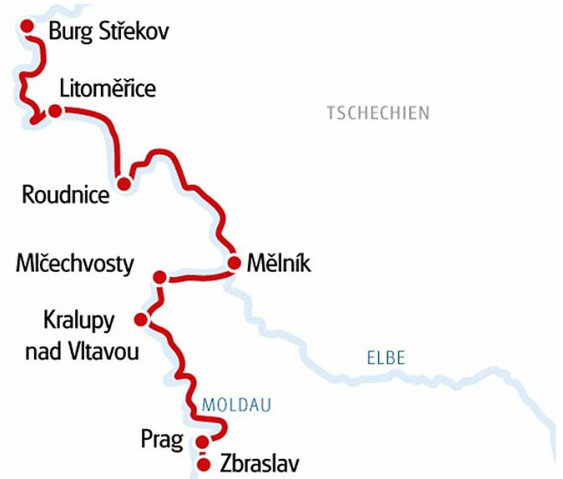 Burg Střekov
Litoměřice
TSCHECHIEN
Roudnice
Mlčechvosty
Mělník
Kralupy
nad Vltavou
ELBE
MOLDAU
Prag
Zbraslav